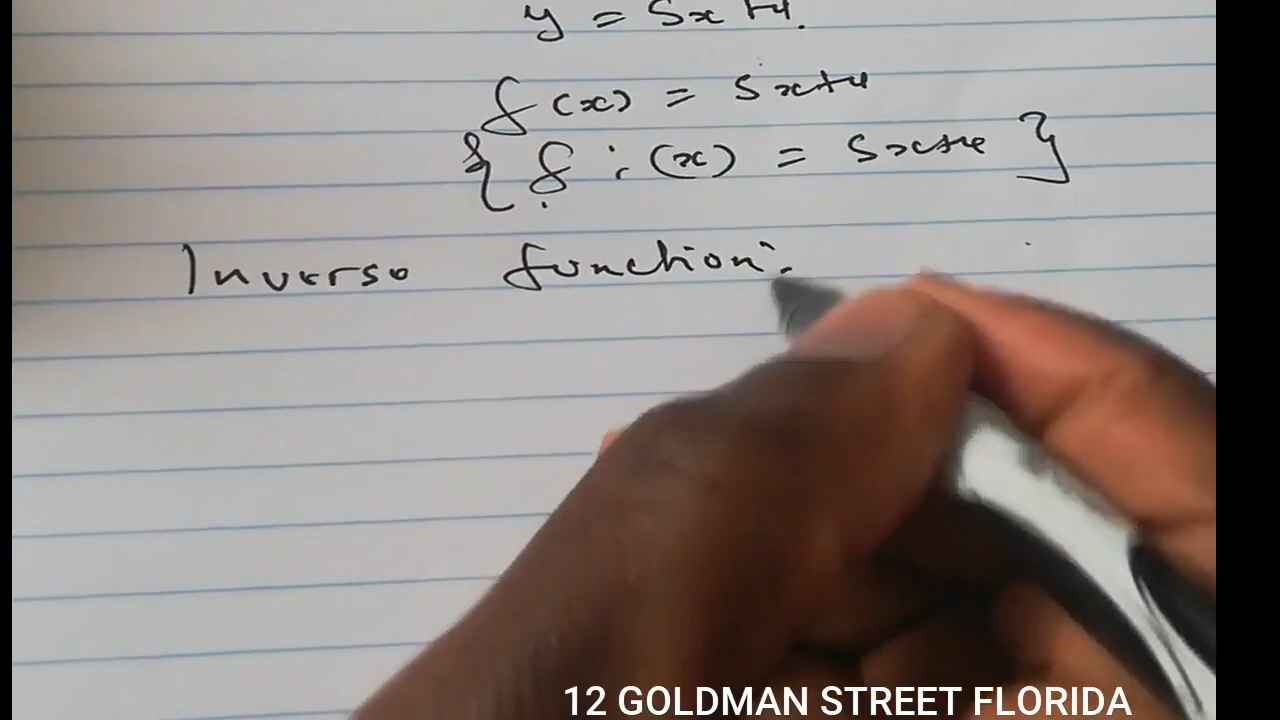 y = 5x+4.
f(x) = 5x+4
{ f : (x) = 5x+4 }
Inverse function:
12 GOLDMAN STREET FLORIDA